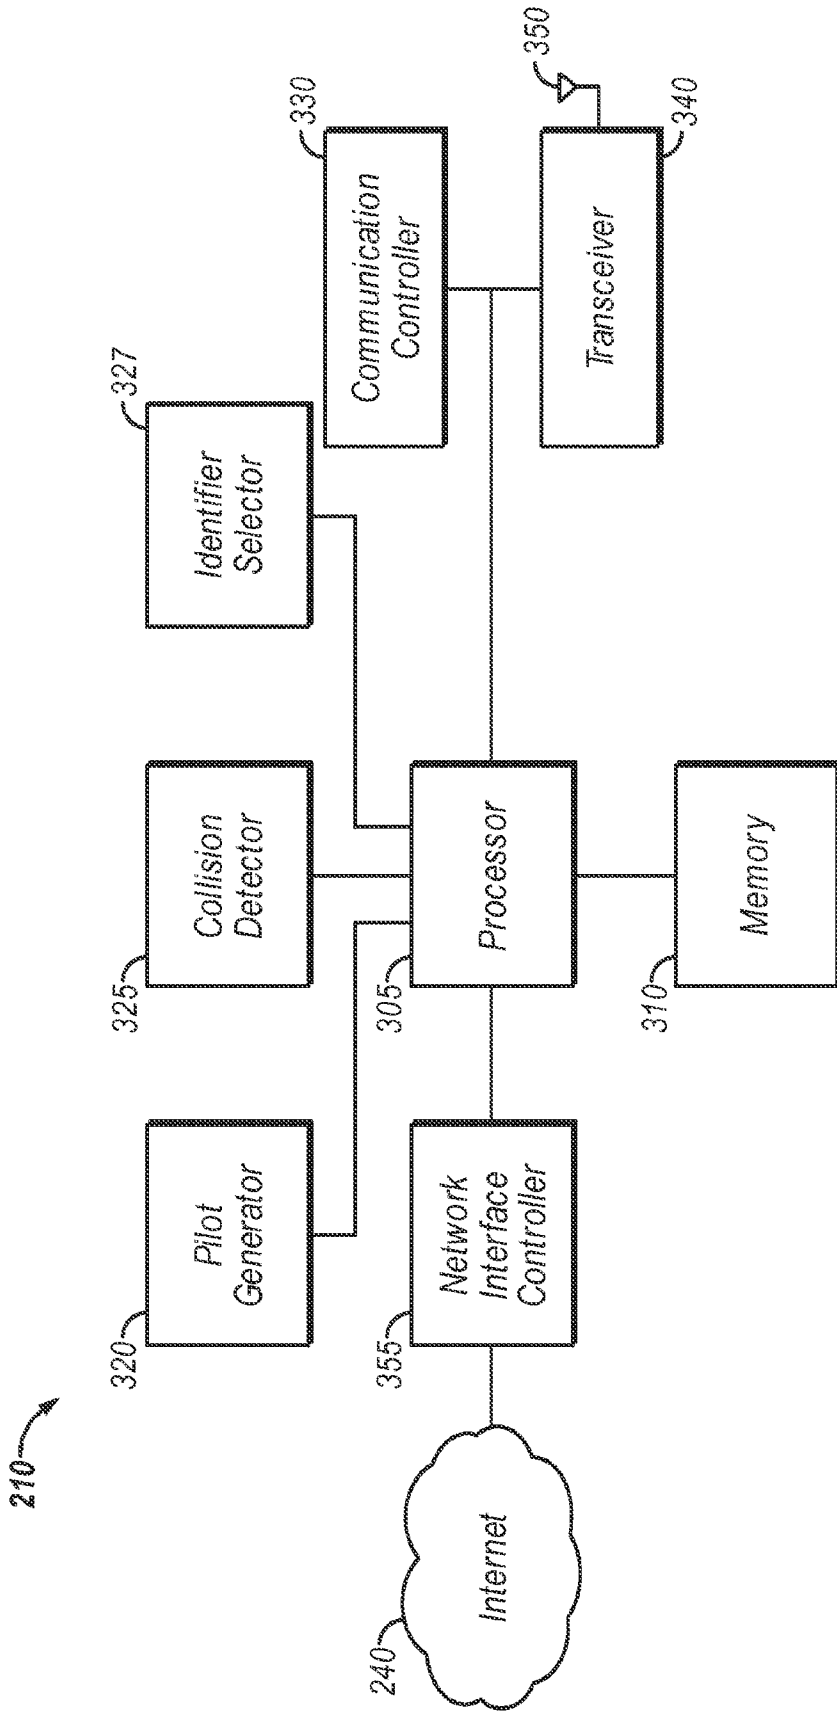 210
320
Pilot
Generator
325
Collision
Detector
327
Identifier
Selector
330
Communication
Controller
240
Internet
355
Network
Interface
Controller
305
Processor
350
Transceiver
340
310
Memory